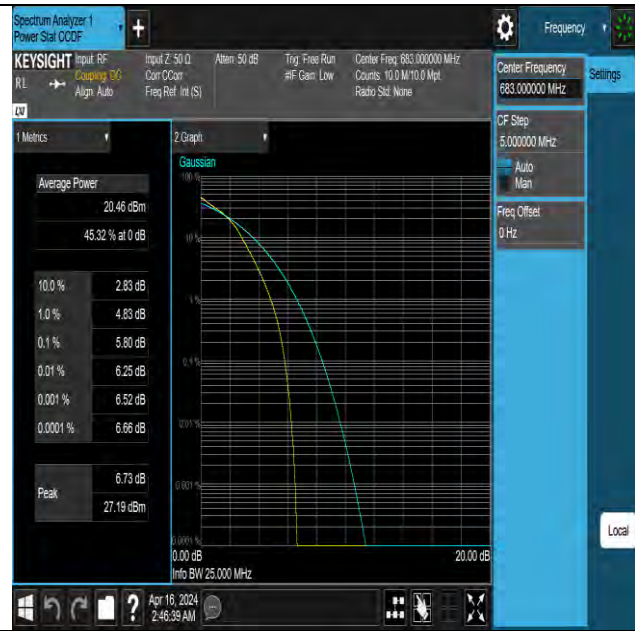 Spectrum Analyzer 1
Power Stat CCDF
+
Frequency
KEYSIGHT
RL
LXI
Input: RF
Coupling: DC
Align: Auto
Input Z: 50 Ω
Corr CCorr
Freq Ref: Int (S)
Atten: 50 dB
Trig: Free Run
#IF Gain: Low
Center Freq: 683.000000 MHz
Counts: 10.0 M/10.0 Mpt
Radio Std: None
Center Frequency
683.000000 MHz
Settings
CF Step
5.000000 MHz
Auto
Man
Freq Offset
0 Hz
1 Metrics
Average Power
20.46 dBm
45.32 % at 0 dB
10.0 % 2.83 dB
1.0 % 4.83 dB
0.1 % 5.80 dB
0.01 % 6.25 dB
0.001 % 6.52 dB
0.0001 % 6.66 dB
Peak
6.73 dB
27.19 dBm
2 Graph
Gaussian
100 %
10 %
1 %
0.1 %
0.01 %
0.001 %
0.0001 %
0.00 dB
20.00 dB
Info BW 25.000 MHz
Local
?
Apr 16, 2024
2:46:39 AM